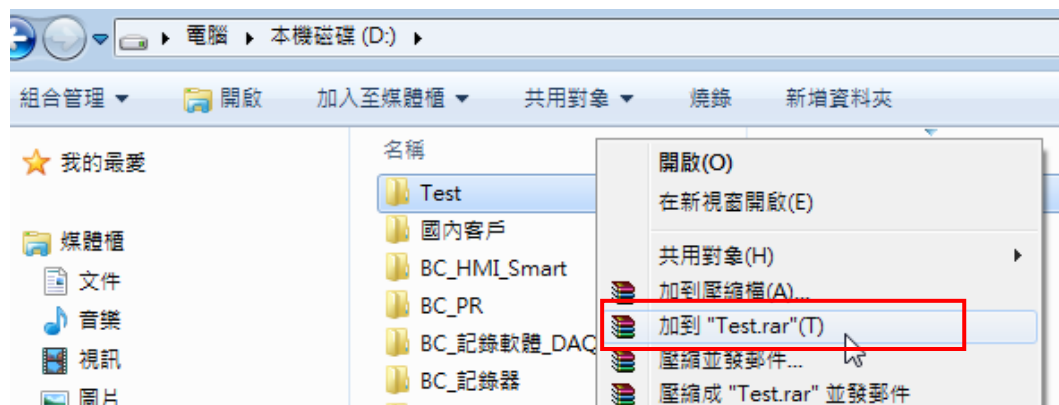 電腦 本機磁碟 (D:)
組合管理 開啟 加入至媒體櫃 共用對象 燒錄 新增資料夾
我的最愛
媒體櫃
文件
音樂
視訊
圖片
名稱
Test
國內客戶
BC_HMI_Smart
BC_PR
BC_記錄軟體_DAQ
BC_記錄器
開啟(O)
在新視窗開啟(E)
共用對象(H)
加到壓縮檔(A)...
加到 "Test.rar"(T)
壓縮並發郵件...
壓縮成 "Test.rar" 並發郵件